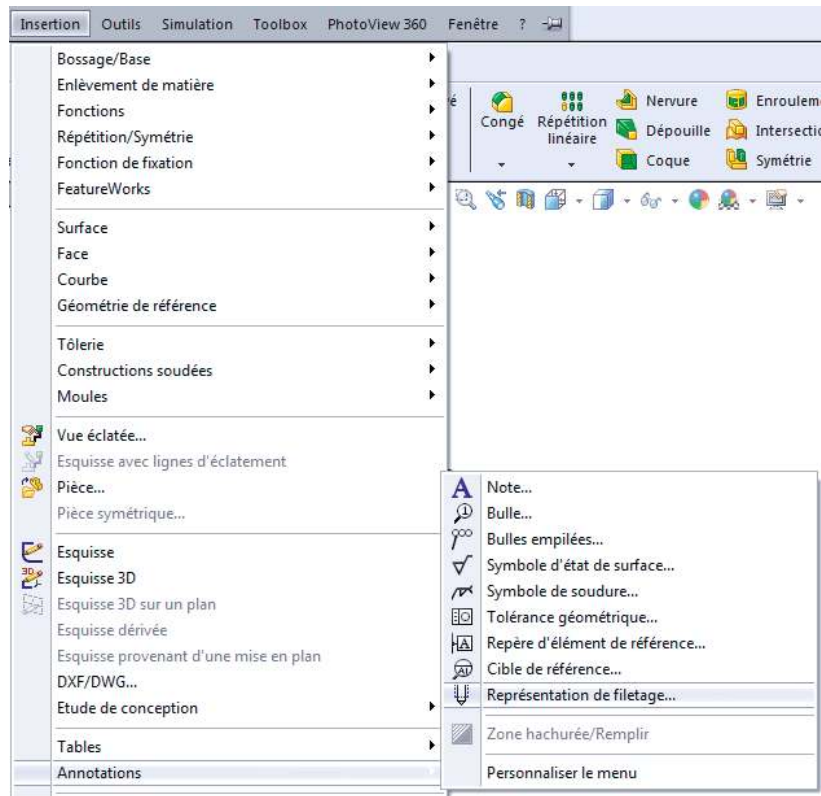 Insertion Outils Simulation Toolbox PhotoView 360 Fenêtre ?
Bossage/Base
Enlèvement de matière
Fonctions
Répétition/Symétrie
Fonction de fixation
FeatureWorks
Surface
Face
Courbe
Géométrie de référence
Tôlerie
Constructions soudées
Moules
Vue éclatée...
Esquisse avec lignes d'éclatement
Pièce...
Pièce symétrique...
Esquisse
Esquisse 3D
Esquisse 3D sur un plan
Esquisse dérivée
Esquisse provenant d'une mise en plan
DXF/DWG...
Etude de conception
Tables
Annotations
Congé
Répétition
linéaire
Nervure
Dépouille
Coque
Enroulem
Intersectio
Symétrie
Note...
Bulle...
Bulles empilées...
Symbole d'état de surface...
Symbole de soudure...
Tolérance géométrique...
Repère d'élément de référence...
Cible de référence...
Représentation de filetage...
Zone hachurée/Remplir
Personnaliser le menu